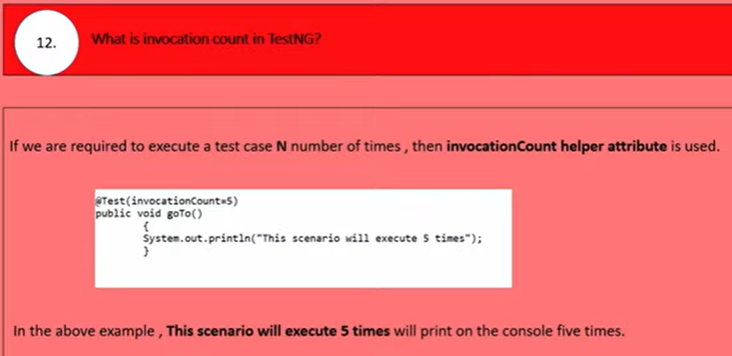 12.
What is invocation count in TestNG?
If we are required to execute a test case N number of times , then invocationCount helper attribute is used.
@Test(invocationCount=5)
public void goTo()
{
System.out.println("This scenario will execute 5 times");
}
In the above example , This scenario will execute 5 times will print on the console five times.